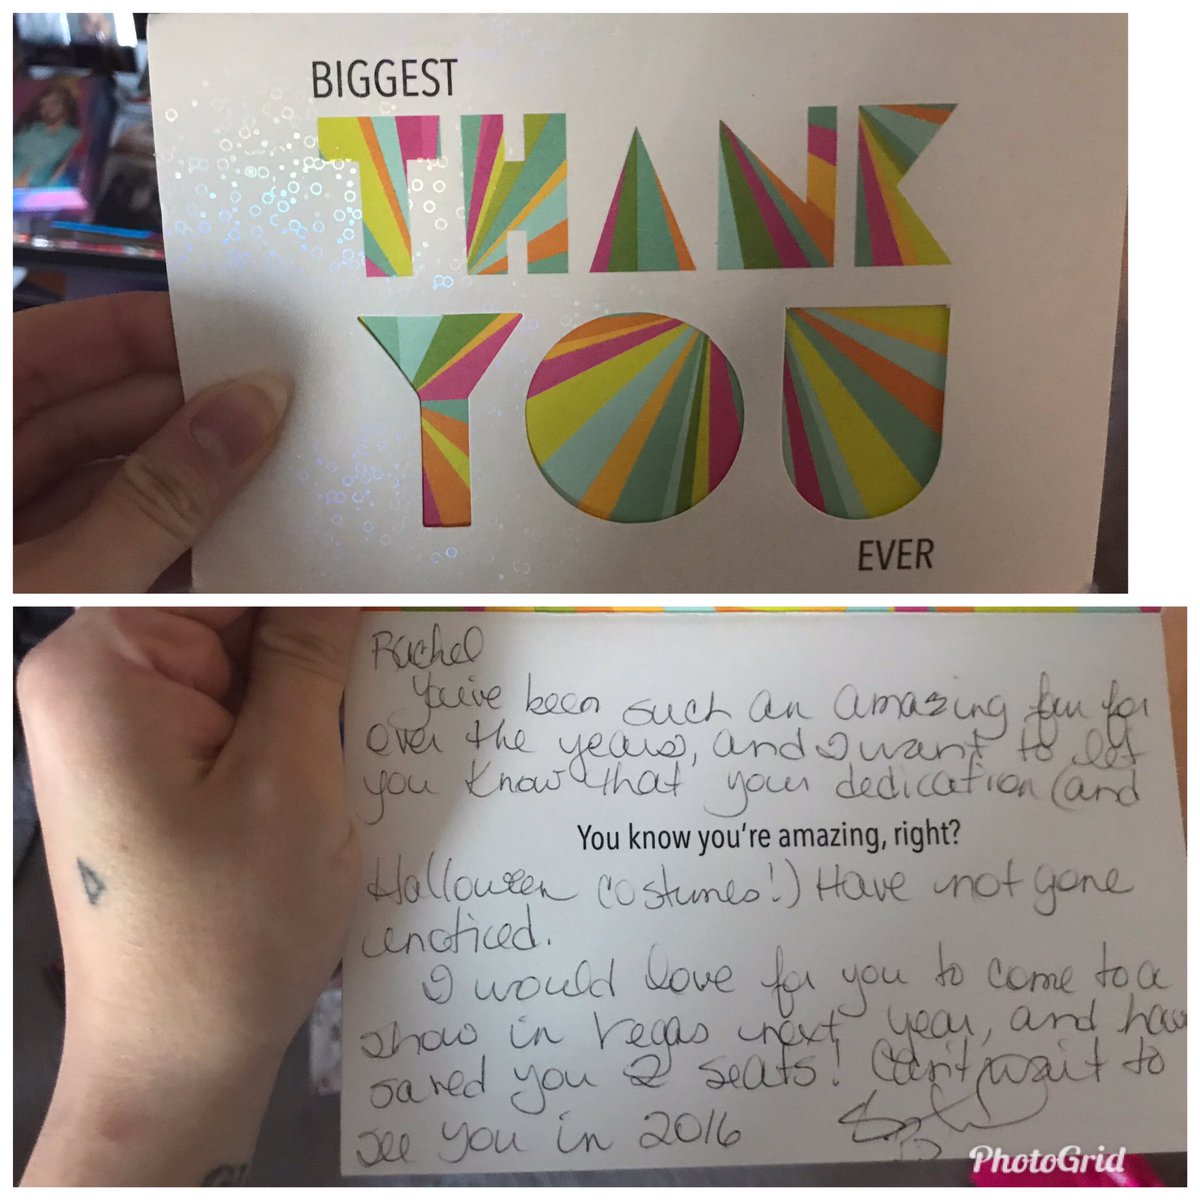 BIGGEST
THANK
YOU
EVER
Rachel
You've been such an amazing fan for
over the years, and I want to let
you know that your dedication (and
You know you're amazing, right?
Halloween costumes!) Have not gone
unoticed.
I would love for you to come to a
show in Vegas next year, and have
saved you 2 seats! Can't wait to
see you in 2016
PhotoGrid